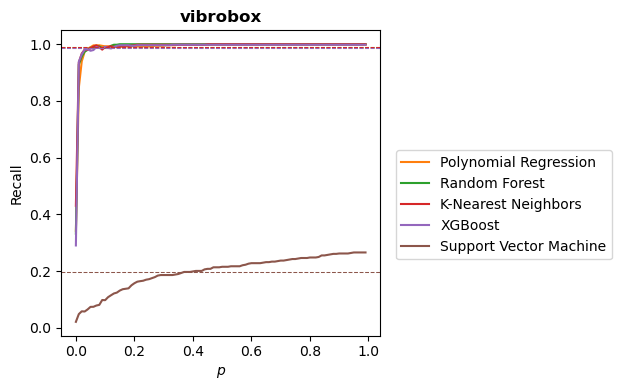 vibrobox
Recall
1.0
0.8
0.6
0.4
0.2
0.0
0.0 0.2 0.4 0.6 0.8 1.0
p
Polynomial Regression
Random Forest
K-Nearest Neighbors
XGBoost
Support Vector Machine